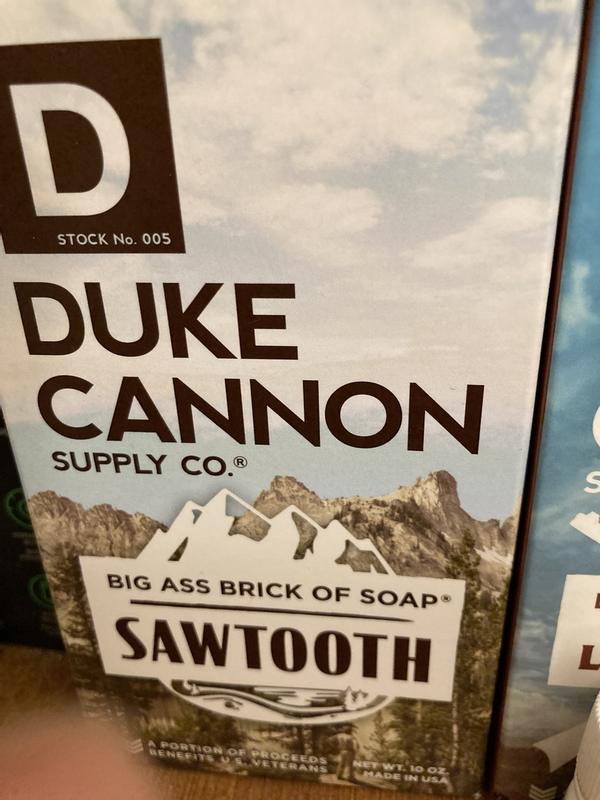 D
STOCK No. 005
DUKE
CANNON
SUPPLY CO.®
BIG ASS BRICK OF SOAP®
SAWTOOTH
A PORTION OF PROCEEDS
BENEFITS U.S. VETERANS
NET WT. 10 OZ.
MADE IN USA